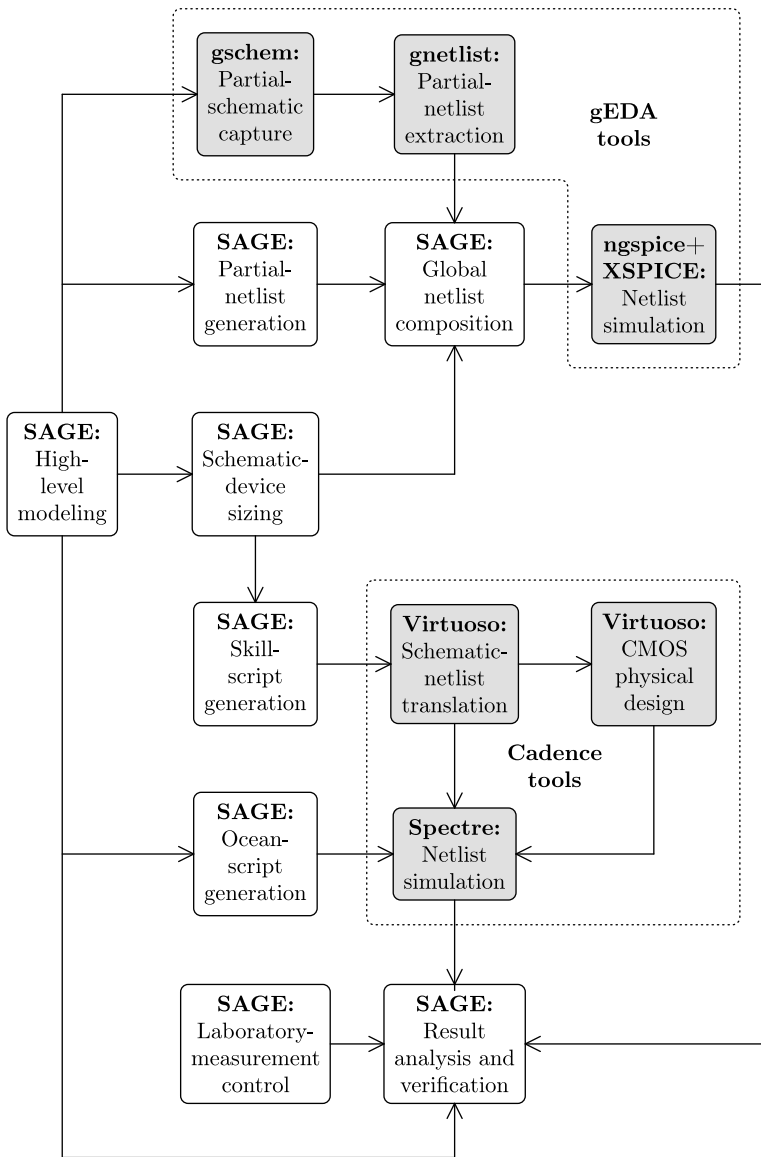 gschem:
Partial-
schematic
capture
gnetlist:
Partial-
netlist
extraction
gEDA
tools
SAGE:
Partial-
netlist
generation
SAGE:
Global
netlist
composition
ngspice+
XSPICE:
Netlist
simulation
SAGE:
High-
level
modeling
SAGE:
Schematic-
device
sizing
SAGE:
Skill-
script
generation
Virtuoso:
Schematic-
netlist
translation
Virtuoso:
CMOS
physical
design
Cadence
tools
SAGE:
Ocean-
script
generation
Spectre:
Netlist
simulation
SAGE:
Laboratory-
measurement
control
SAGE:
Result
analysis and
verification